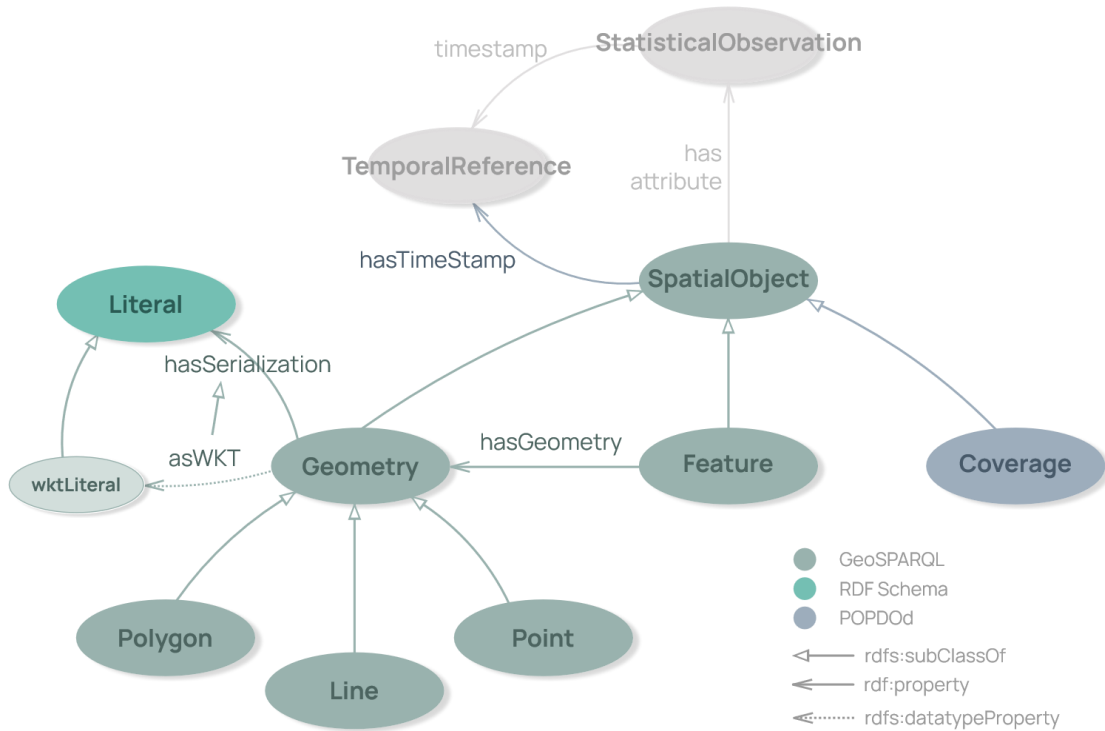 StatisticalObservation
timestamp
TemporalReference
has
attribute
hasTimeStamp
SpatialObject
Literal
hasSerialization
asWKT
wktLiteral
Geometry
hasGeometry
Feature
Coverage
Polygon
Line
Point
GeoSPARQL
RDF Schema
POPDOd
rdfs:subClassOf
rdf:property
rdfs:datatypeProperty